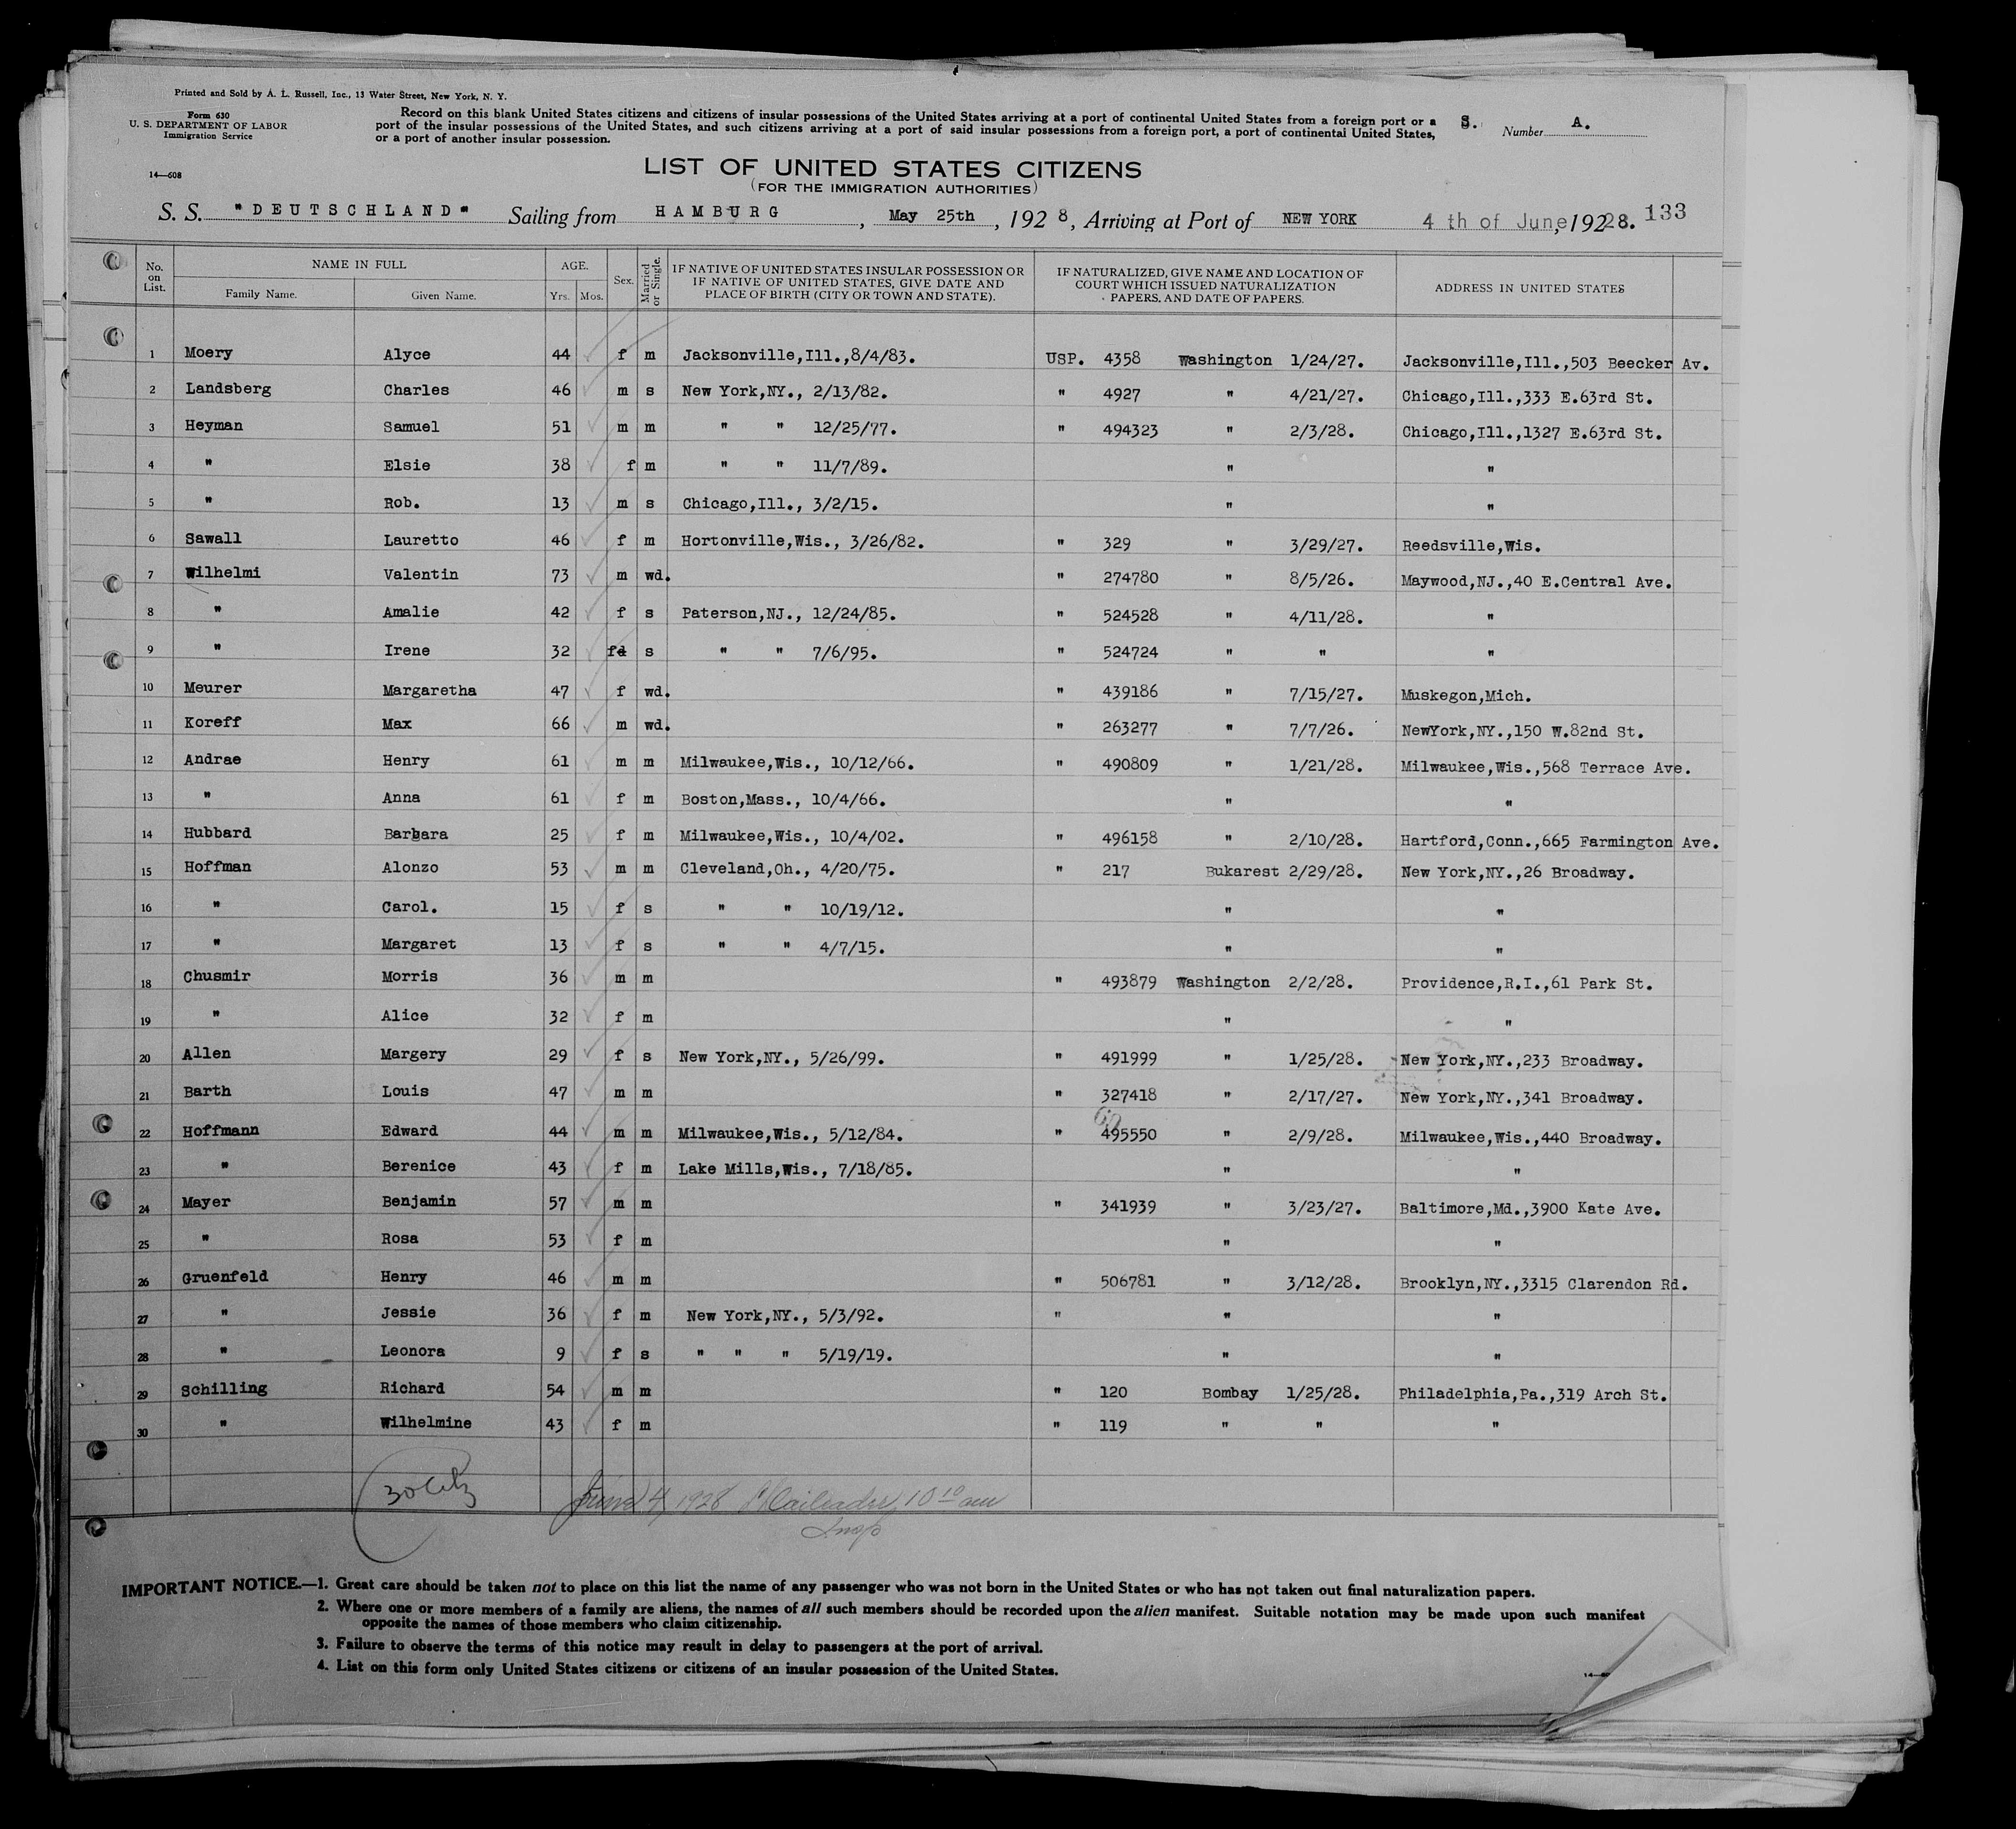 Printed and Sold by A. L. Russell, Inc., 13 Water Street, New York, N. Y.
Form 630
U. S. DEPARTMENT OF LABOR
Immigration Service
Record on this blank United States citizens and citizens of insular possessions of the United States arriving at a port of continental United States from a foreign port or a
port of the insular possessions of the United States, and such citizens arriving at a port of said insular possessions from a foreign port, a port of continental United States,
or a port of another insular possession.
S. Number A.
14—608
LIST OF UNITED STATES CITIZENS
(FOR THE IMMIGRATION AUTHORITIES)
S. S. "DEUTSCHLAND" Sailing from HAMBURG, May 25th, 1928, Arriving at Port of NEW YORK 4 th of June, 1928. 133
No. on List. NAME IN FULL Family Name. Given Name. AGE. Yrs. Mos. Sex. Married or Single. IF NATIVE OF UNITED STATES INSULAR POSSESSION OR IF NATIVE OF UNITED STATES, GIVE DATE AND PLACE OF BIRTH (CITY OR TOWN AND STATE). IF NATURALIZED, GIVE NAME AND LOCATION OF COURT WHICH ISSUED NATURALIZATION PAPERS, AND DATE OF PAPERS. ADDRESS IN UNITED STATES
1 Moery Alyce 44 f m Jacksonville,Ill.,8/4/83. USP. 4358 Washington 1/24/27. Jacksonville,Ill.,503 Beecker Av.
2 Landsberg Charles 46 m s New York,NY., 2/13/82. " 4927 " 4/21/27. Chicago,Ill.,333 E.63rd St.
3 Heyman Samuel 51 m m " " 12/25/77. " 494323 " 2/3/28. Chicago,Ill.,1327 E.63rd St.
4 " Elsie 38 f m " " 11/7/89. " "
5 " Rob. 13 m s Chicago,Ill., 3/2/15. " "
6 Sawall Lauretto 46 f m Hortonville,Wis., 3/26/82. " 329 " 3/29/27. Reedsville,Wis.
7 Wilhelmi Valentin 73 m wd. " 274780 " 8/5/26. Maywood,NJ.,40 E.Central Ave.
8 " Amalie 42 f s Paterson,NJ., 12/24/85. " 524528 " 4/11/28. "
9 " Irene 32 fd s " " 7/6/95. " 524724 " " "
10 Meurer Margaretha 47 f wd. " 439186 " 7/15/27. Muskegon,Mich.
11 Koreff Max 66 m wd. " 263277 " 7/7/26. NewYork,NY.,150 W.82nd St.
12 Andrae Henry 61 m m Milwaukee,Wis., 10/12/66. " 490809 " 1/21/28. Milwaukee,Wis.,568 Terrace Ave.
13 " Anna 61 f m Boston,Mass., 10/4/66. " "
14 Hubbard Barbara 25 f m Milwaukee,Wis., 10/4/02. " 496158 " 2/10/28. Hartford,Conn.,665 Farmington Ave.
15 Hoffman Alonzo 53 m m Cleveland,Oh., 4/20/75. " 217 Bukarest 2/29/28. New York,NY.,26 Broadway.
16 " Carol. 15 f s " " 10/19/12. " "
17 " Margaret 13 f s " " 4/7/15. " "
18 Chusmir Morris 36 m m " 493879 Washington 2/2/28. Providence,R.I.,61 Park St.
19 " Alice 32 f m " "
20 Allen Margery 29 f s New York,NY., 5/26/99. " 491999 " 1/25/28. New York,NY.,233 Broadway.
21 Barth Louis 47 m m " 327418 " 2/17/27. New York,NY.,341 Broadway.
22 Hoffmann Edward 44 m m Milwaukee,Wis., 5/12/84. " 495550 " 2/9/28. Milwaukee,Wis.,440 Broadway.
23 " Berenice 43 f m Lake Mills,Wis., 7/18/85. " "
24 Mayer Benjamin 57 m m " 341939 " 3/23/27. Baltimore,Md.,3900 Kate Ave.
25 " Rosa 53 f m " "
26 Gruenfeld Henry 46 m m " 506781 " 3/12/28. Brooklyn,NY.,3315 Clarendon Rd.
27 " Jessie 36 f m New York,NY., 5/3/92. " " "
28 " Leonora 9 f s " " " 5/19/19. " "
29 Schilling Richard 54 m m " 120 Bombay 1/25/28. Philadelphia,Pa.,319 Arch St.
30 " Wilhelmine 43 f m " 119 " " "
30 Citz June 4, 1928 10 10 am
Insp
IMPORTANT NOTICE.—1. Great care should be taken not to place on this list the name of any passenger who was not born in the United States or who has not taken out final naturalization papers.
2. Where one or more members of a family are aliens, the names of all such members should be recorded upon the alien manifest. Suitable notation may be made upon such manifest
opposite the names of those members who claim citizenship.
3. Failure to observe the terms of this notice may result in delay to passengers at the port of arrival.
4. List on this form only United States citizens or citizens of an insular possession of the United States.